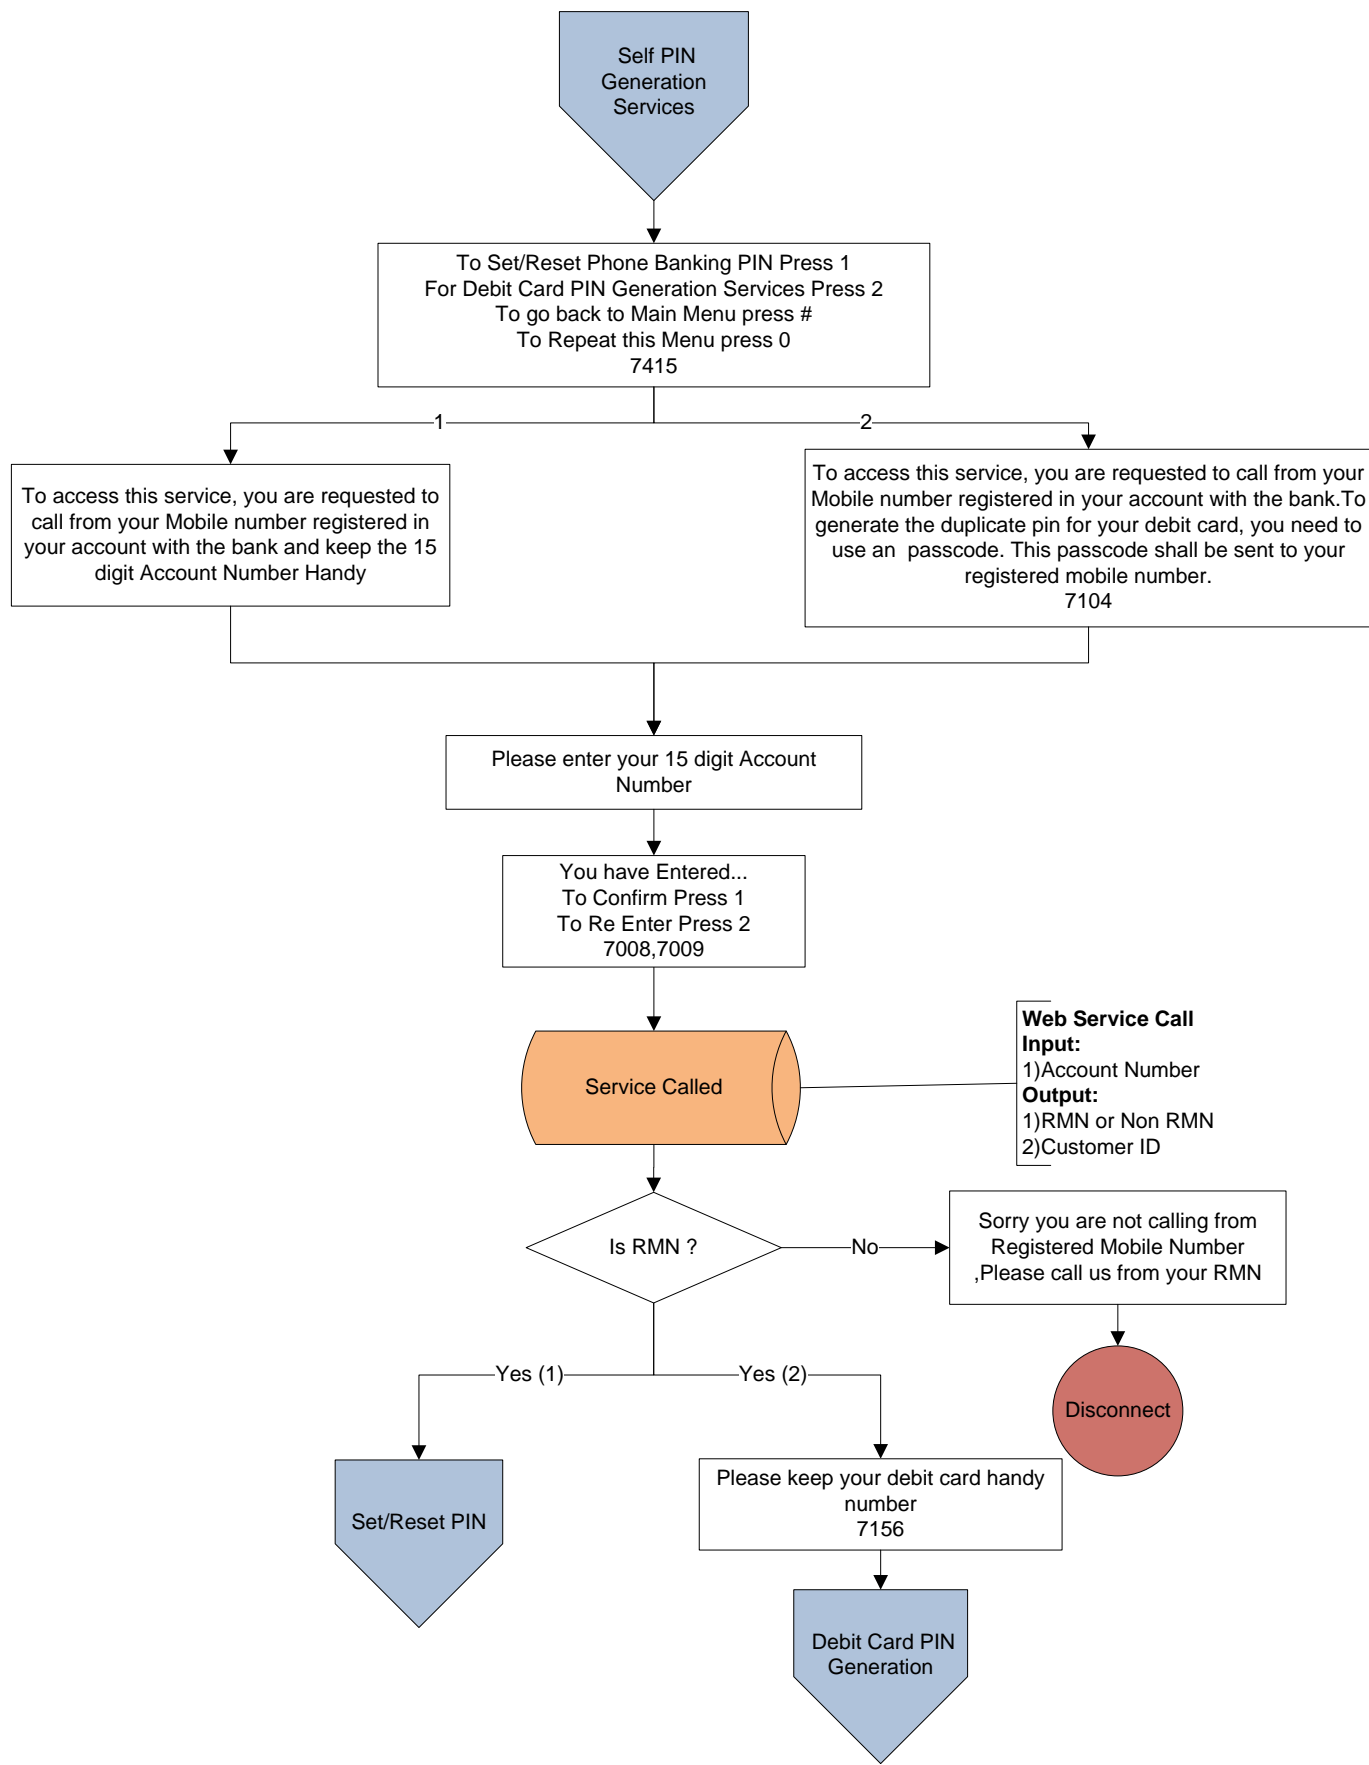 Self PIN
Generation
Services
To Set/Reset Phone Banking PIN Press 1
For Debit Card PIN Generation Services Press 2
To go back to Main Menu press #
To Repeat this Menu press 0
7415
1
2
To access this service, you are requested to
call from your Mobile number registered in
your account with the bank and keep the 15
digit Account Number Handy
To access this service, you are requested to call from your
Mobile number registered in your account with the bank.To
generate the duplicate pin for your debit card, you need to
use an  passcode. This passcode shall be sent to your
registered mobile number.
7104
Please enter your 15 digit Account
Number
You have Entered...
To Confirm Press 1
To Re Enter Press 2
7008,7009
Service Called
Web Service Call
Input:
1)Account Number
Output:
1)RMN or Non RMN
2)Customer ID
Is RMN ?
No
Sorry you are not calling from
Registered Mobile Number
,Please call us from your RMN
Disconnect
Yes (1)
Yes (2)
Set/Reset PIN
Please keep your debit card handy
number
7156
Debit Card PIN
Generation